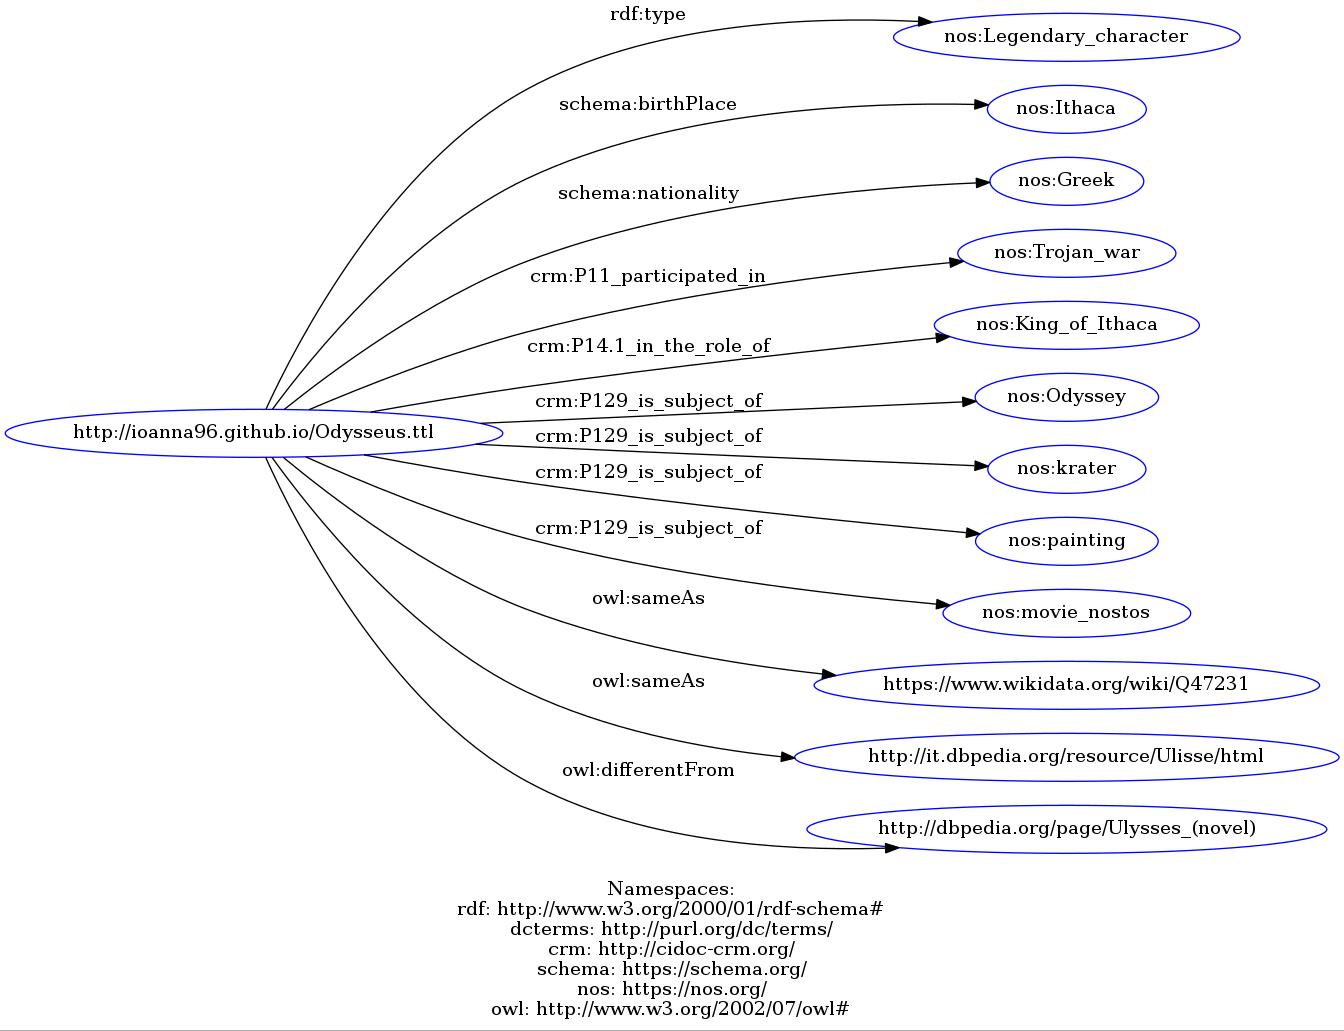 rdf:type
nos:Legendary_character
schema:birthPlace
nos:Ithaca
schema:nationality
nos:Greek
crm:P11_participated_in
nos:Trojan_war
crm:P14.1_in_the_role_of
nos:King_of_Ithaca
crm:P129_is_subject_of
nos:Odyssey
http://ioanna96.github.io/Odysseus.ttl
crm:P129_is_subject_of
nos:krater
crm:P129_is_subject_of
nos:painting
crm:P129_is_subject_of
nos:movie_nostos
owl:sameAs
https://www.wikidata.org/wiki/Q47231
owl:sameAs
http://it.dbpedia.org/resource/Ulisse/html
owl:differentFrom
http://dbpedia.org/page/Ulysses_(novel)
Namespaces:
rdf: http://www.w3.org/2000/01/rdf-schema#
dcterms: http://purl.org/dc/terms/
crm: http://cidoc-crm.org/
schema: https://schema.org/
nos: https://nos.org/
owl: http://www.w3.org/2002/07/owl#